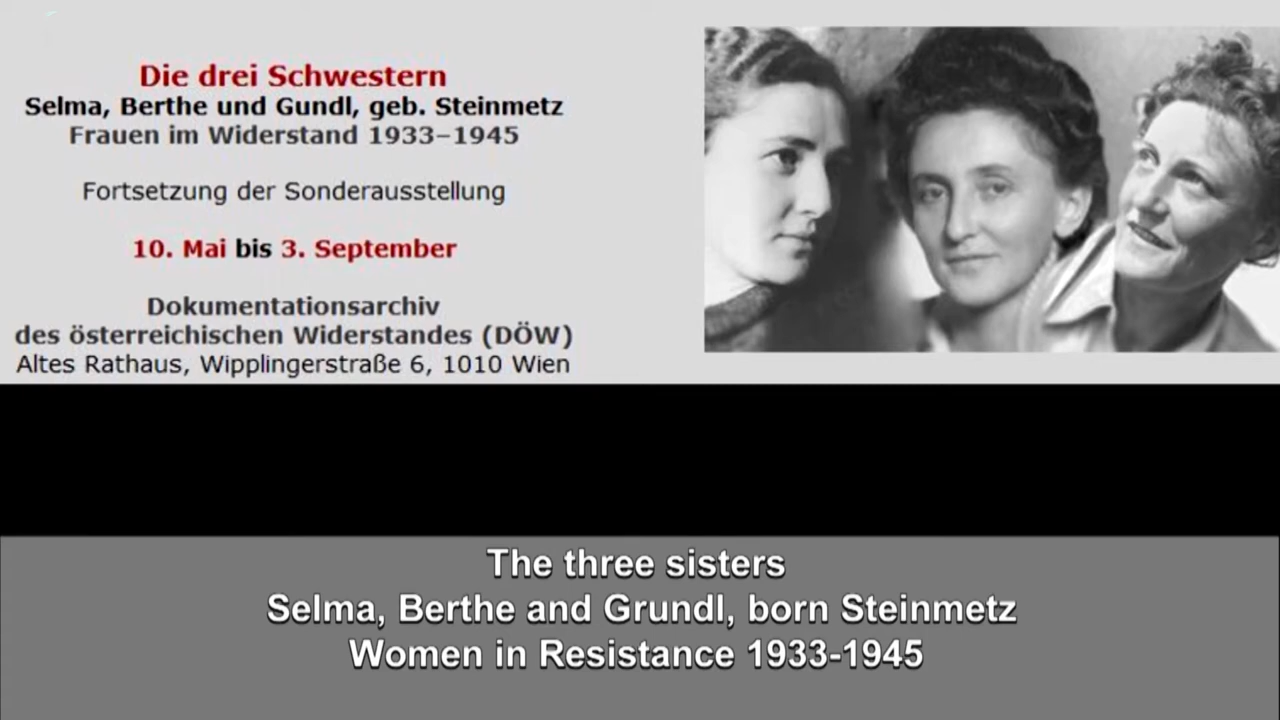 Die drei Schwestern
Selma, Berthe und Gundl, geb. Steinmetz
Frauen im Widerstand 1933–1945
Fortsetzung der Sonderausstellung
10. Mai bis 3. September
Dokumentationsarchiv
des österreichischen Widerstandes (DÖW)
Altes Rathaus, Wipplingerstraße 6, 1010 Wien
The three sisters
Selma, Berthe and Grundl, born Steinmetz
Women in Resistance 1933-1945